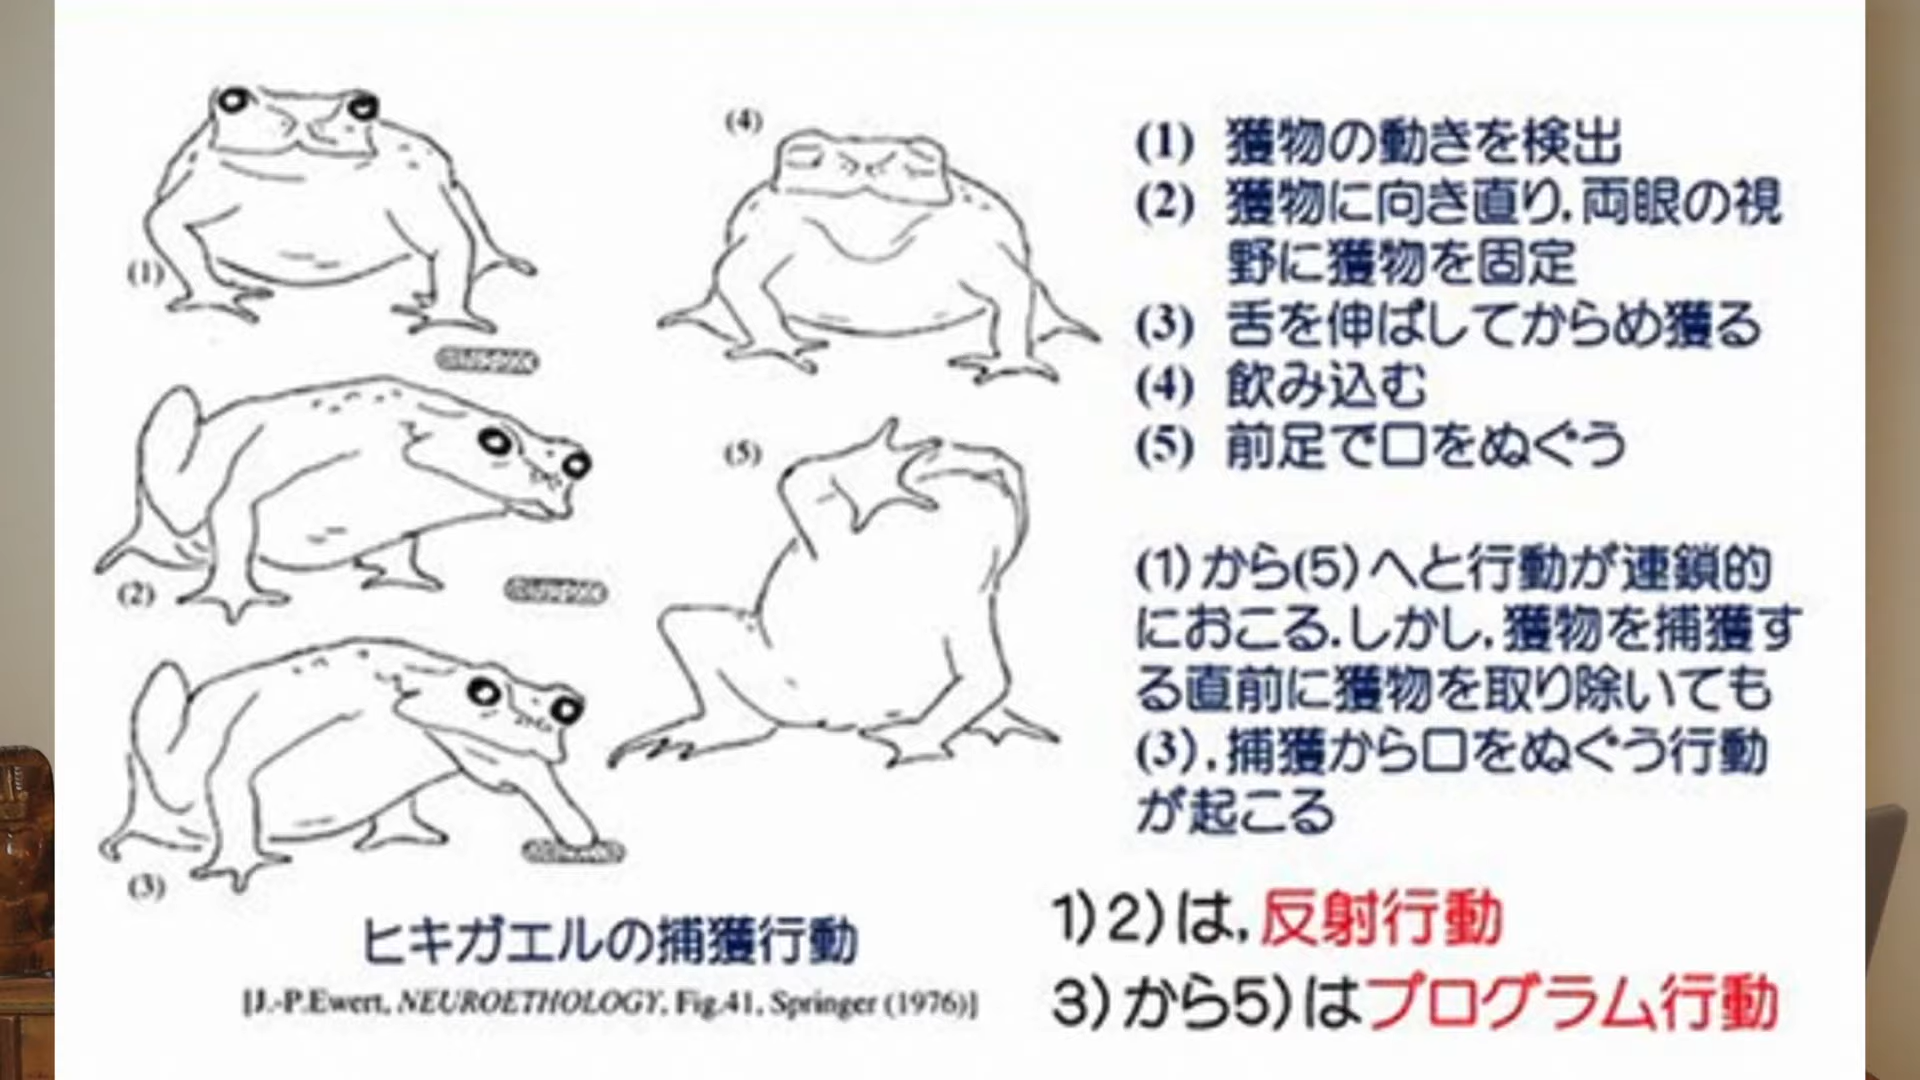 (1)
(2)
(3)
(4)
(5)
ヒキガエルの捕獲行動
[J.-P.Ewert, NEUROETHOLOGY, Fig.41, Springer (1976)]
(1) 獲物の動きを検出
(2) 獲物に向き直り,両眼の視
野に獲物を固定
(3) 舌を伸ばしてからめ獲る
(4) 飲み込む
(5) 前足で口をぬぐう
(1)から(5)へと行動が連鎖的
におこる.しかし,獲物を捕獲す
る直前に獲物を取り除いても
(3),捕獲から口をぬぐう行動
が起こる
1)2)は,反射行動
3)から5)はプログラム行動